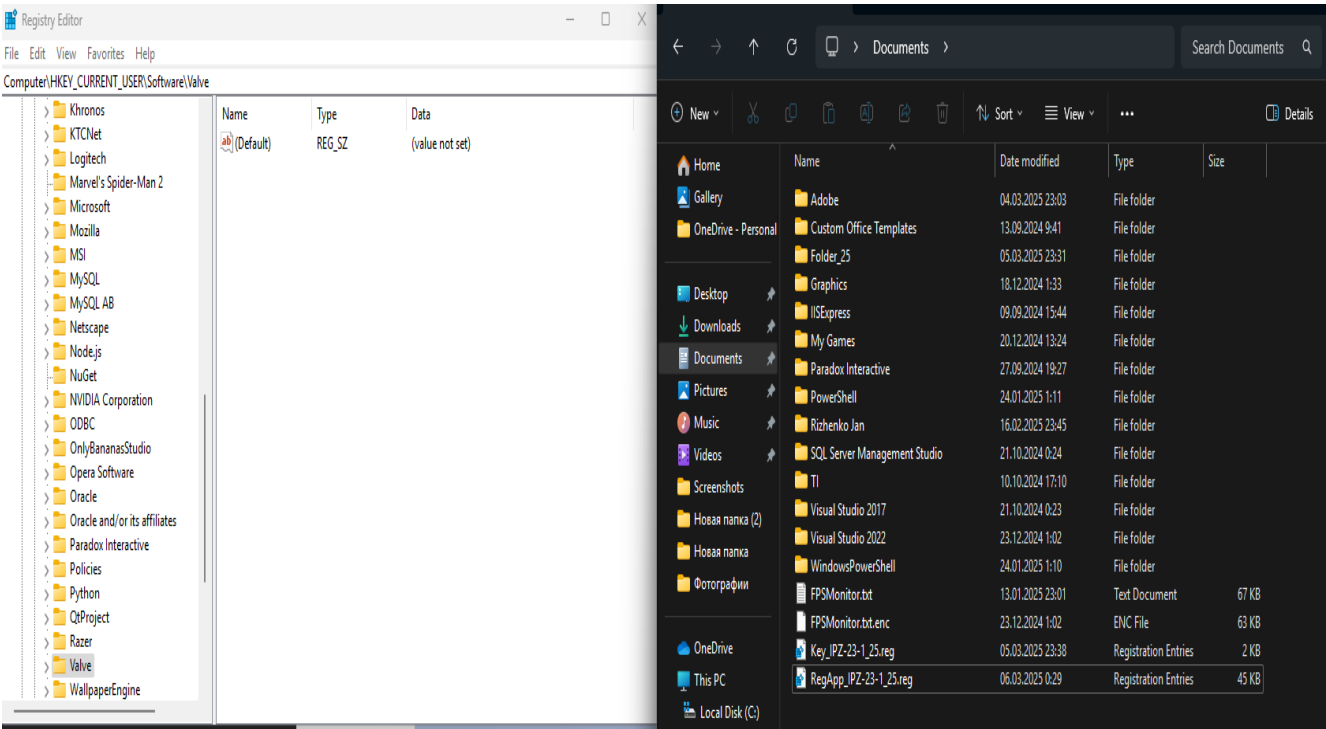 Registry Editor
File Edit View Favorites Help
Computer\HKEY_CURRENT_USER\Software\Valve
Khronos
KTCNet
Logitech
Marvel's Spider-Man 2
Microsoft
Mozilla
MSI
MySQL
MySQL AB
Netscape
Node.js
NuGet
NVIDIA Corporation
ODBC
OnlyBananasStudio
Opera Software
Oracle
Oracle and/or its affiliates
Paradox Interactive
Policies
Python
QtProject
Razer
Valve
WallpaperEngine
Name Type Data
ab (Default) REG_SZ (value not set)
Documents
Search Documents
New Sort View Details
Home
Gallery
OneDrive - Personal
Desktop
Downloads
Documents
Pictures
Music
Videos
Screenshots
Новая папка (2)
Новая папка
Фотографии
OneDrive
This PC
Local Disk (C:)
Name Date modified Type Size
Adobe 04.03.2025 23:03 File folder
Custom Office Templates 13.09.2024 9:41 File folder
Folder_25 05.03.2025 23:31 File folder
Graphics 18.12.2024 1:33 File folder
IISExpress 09.09.2024 15:44 File folder
My Games 20.12.2024 13:24 File folder
Paradox Interactive 27.09.2024 19:27 File folder
PowerShell 24.01.2025 1:11 File folder
Rizhenko Jan 16.02.2025 23:45 File folder
SQL Server Management Studio 21.10.2024 0:24 File folder
TI 10.10.2024 17:10 File folder
Visual Studio 2017 21.10.2024 0:23 File folder
Visual Studio 2022 23.12.2024 1:02 File folder
WindowsPowerShell 24.01.2025 1:10 File folder
FPSMonitor.txt 13.01.2025 23:01 Text Document 67 KB
FPSMonitor.txt.enc 23.12.2024 1:02 ENC File 63 KB
Key_IPZ-23-1_25.reg 05.03.2025 23:38 Registration Entries 2 KB
RegApp_IPZ-23-1_25.reg 06.03.2025 0:29 Registration Entries 45 KB